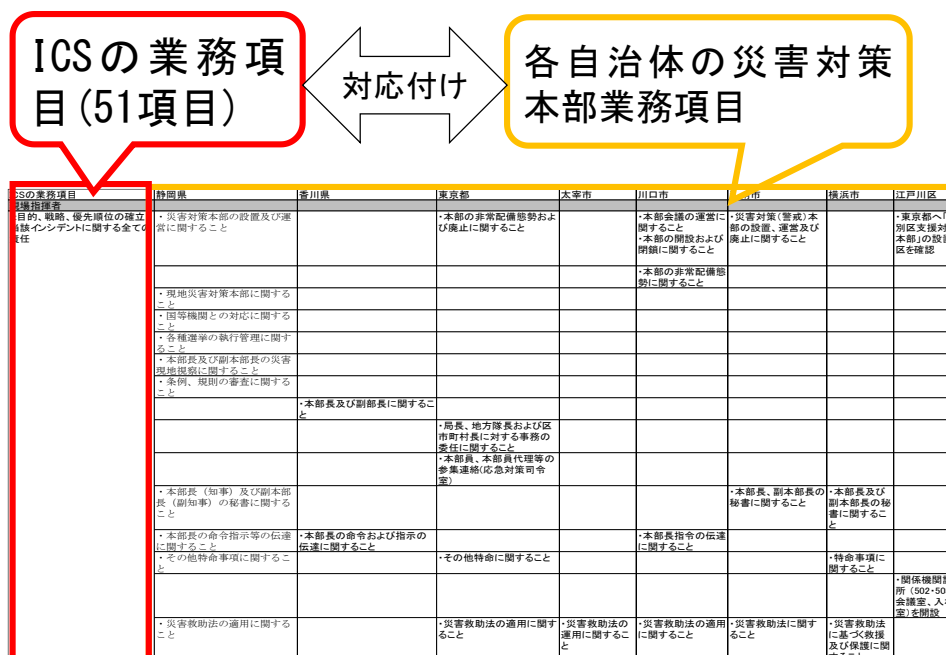 ICSの業務項
目(51項目)
対応付け
各自治体の災害対策
本部業務項目
ICSの業務項目 静岡県 香川県 東京都 太宰市 川口市 横浜市 江戸川区
現場指揮者
目的、戦略、優先順位の確立
当該インシデントに関する全ての
責任
・災害対策本部の設置及び運
営に関すること
・本部の非常配備態勢およ
び廃止に関すること
・本部会議の運営に
関すること
・本部の開設および
閉鎖に関すること
・災害対策(警戒)本
部の設置、運営及び
廃止に関すること
・東京都へ「
別区支援対
本部」の設置
区を確認
・本部の非常配備態
勢に関すること
・現地災害対策本部に関する
こと
・国等機関との対応に関する
こと
・各種選挙の執行管理に関す
ること
・本部長及び副本部長の災害
現地視察に関すること
・条例、規則の審査に関する
こと
・本部長及び副部長に関するこ
と
・局長、地方隊長および区
市町村長に対する事務の
委任に関すること
・本部員、本部員代理等の
参集連絡(応急対策司令
室)
・本部長（知事）及び副本部
長（副知事）の秘書に関する
こと
・本部長、副本部長の
秘書に関すること
・本部長及び
副本部長の秘
書に関するこ
と
・本部長の命令指示等の伝達
に関すること
・本部長の命令および指示の
伝達に関すること
・本部長指令の伝達
に関すること
・その他特命事項に関するこ
と
・その他特命に関すること
・特命事項に
関すること
・関係機関詰
所（502・503
会議室、入札
室)を開設
・災害救助法の適用に関する
こと
・災害救助法の適用に関す
ること
・災害救助法の
運用に関するこ
と
・災害救助法の適用
に関すること
・災害救助法に関す
ること
・災害救助法
に基づく救援
及び保護に関
すること